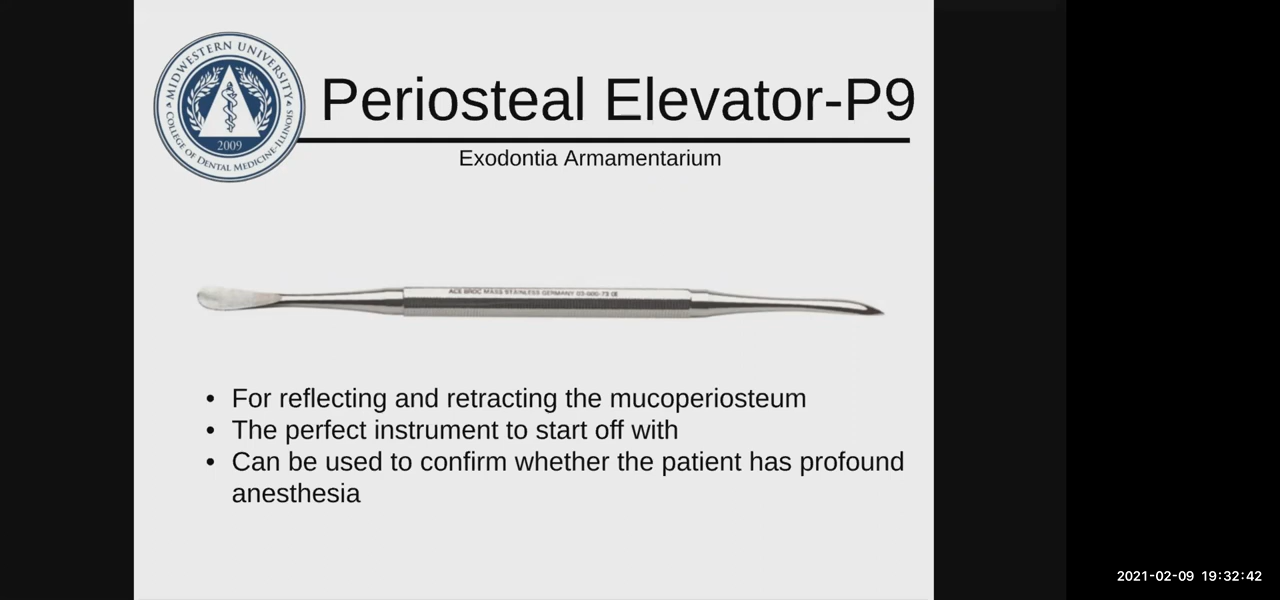 MIDWESTERN UNIVERSITY
COLLEGE OF DENTAL MEDICINE-ILLINOIS
2009
Periosteal Elevator-P9
Exodontia Armamentarium
STAINLESS GERMANY
• For reflecting and retracting the mucoperiosteum
• The perfect instrument to start off with
• Can be used to confirm whether the patient has profound
anesthesia
2021-02-09 19:32:42